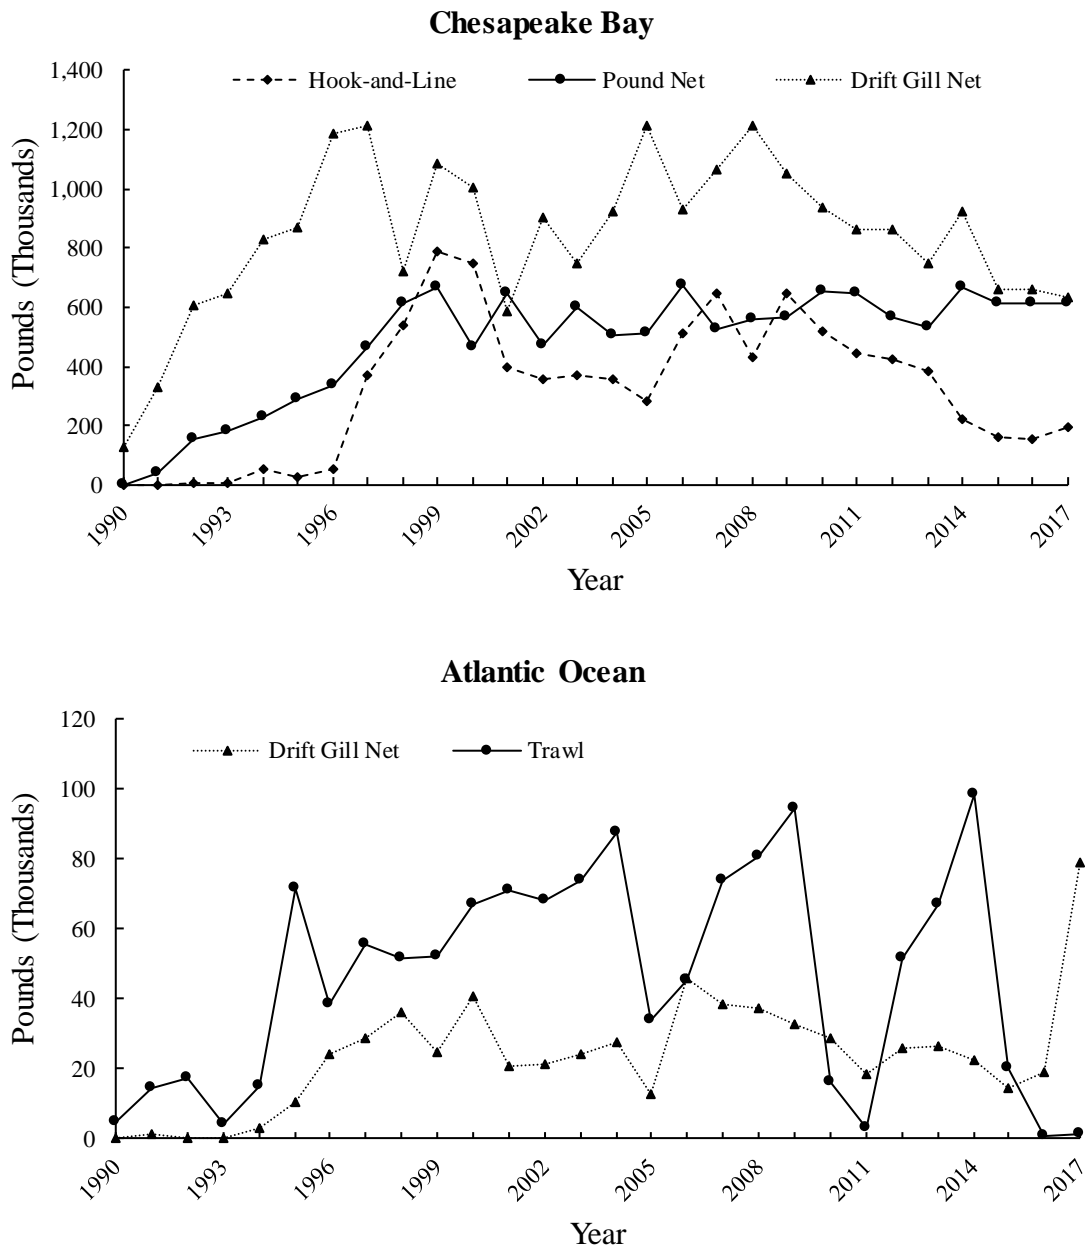 Chesapeake Bay
Hook-and-Line Pound Net Drift Gill Net
1,400
1,200
1,000
800
600
400
200
0
Pounds (Thousands)
1990 1993 1996 1999 2002 2005 2008 2011 2014 2017
Year
Atlantic Ocean
Drift Gill Net Trawl
120
100
80
60
40
20
0
Pounds (Thousands)
1990 1993 1996 1999 2002 2005 2008 2011 2014 2017
Year